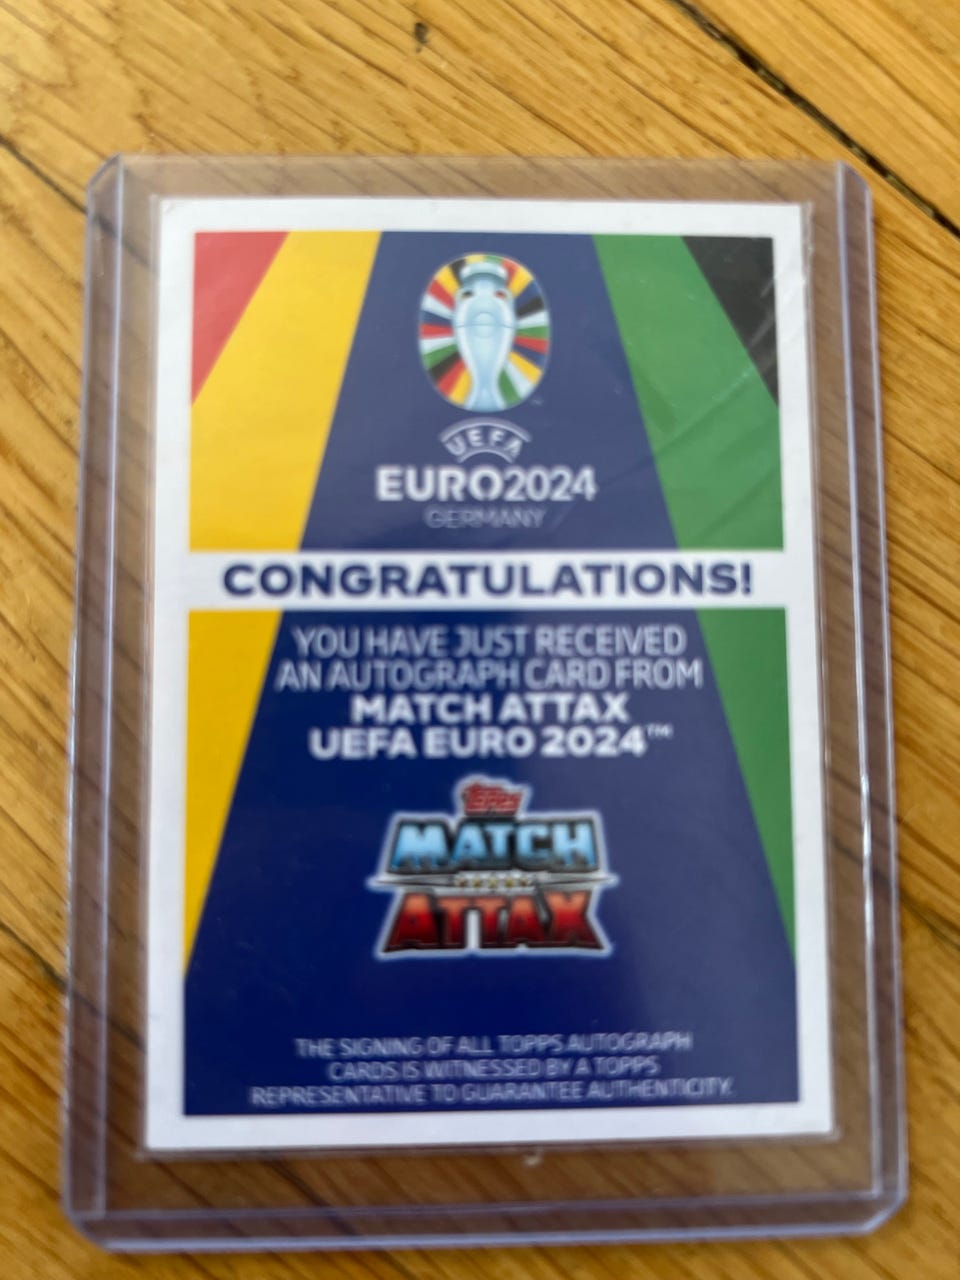 UEFA
EURO2024
GERMANY
CONGRATULATIONS!
YOU HAVE JUST RECEIVED
AN AUTOGRAPH CARD FROM
MATCH ATTAX
UEFA EURO 2024™
TOPPS
MATCH
ATTAX
THE SIGNING OF ALL TOPPS AUTOGRAPH
CARDS IS WITNESSED BY A TOPPS
REPRESENTATIVE TO GUARANTEE AUTHENTICITY.